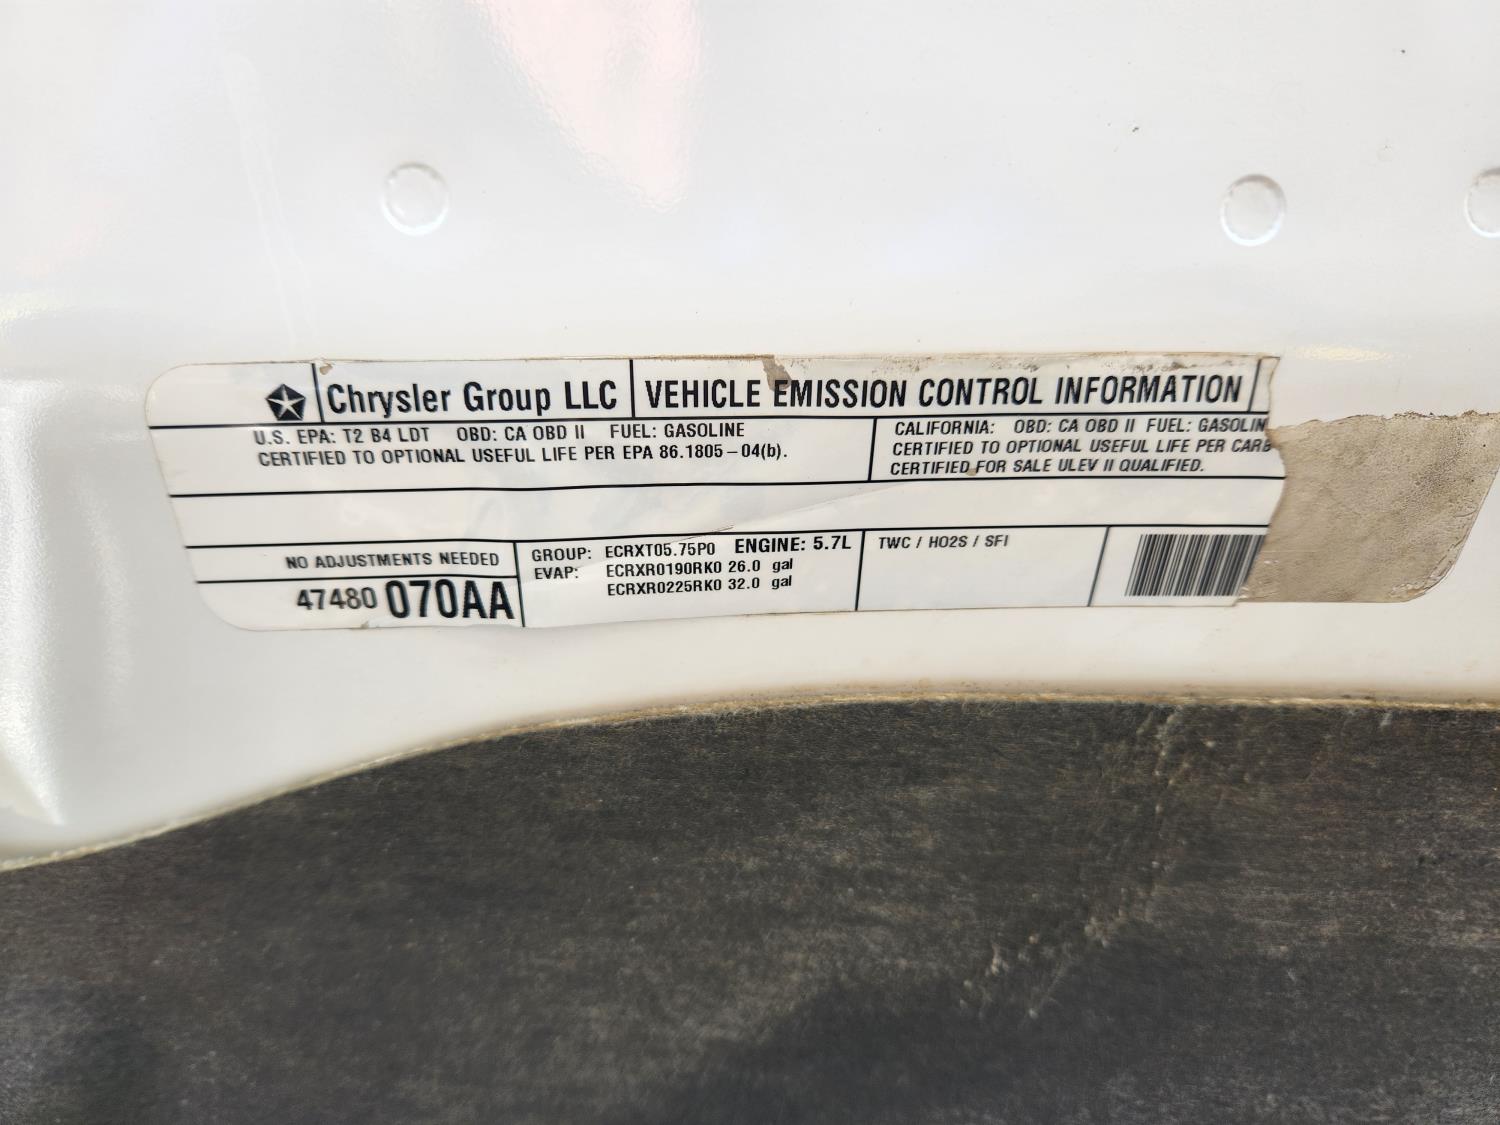 Chrysler Group LLC VEHICLE EMISSION CONTROL INFORMATION
U.S. EPA: T2 B4 LDT OBD: CA OBD II FUEL: GASOLINE
CERTIFIED TO OPTIONAL USEFUL LIFE PER EPA 86.1805-04(b).
CALIFORNIA: OBD: CA OBD II FUEL: GASOLIN
CERTIFIED TO OPTIONAL USEFUL LIFE PER CARB
CERTIFIED FOR SALE ULEV II QUALIFIED.
NO ADJUSTMENTS NEEDED
47480 070AA
GROUP: ECRXT05.75P0 ENGINE: 5.7L
EVAP: ECRXR0190RK0 26.0 gal
ECRXR0225RK0 32.0 gal
TWC / HO2S / SFI